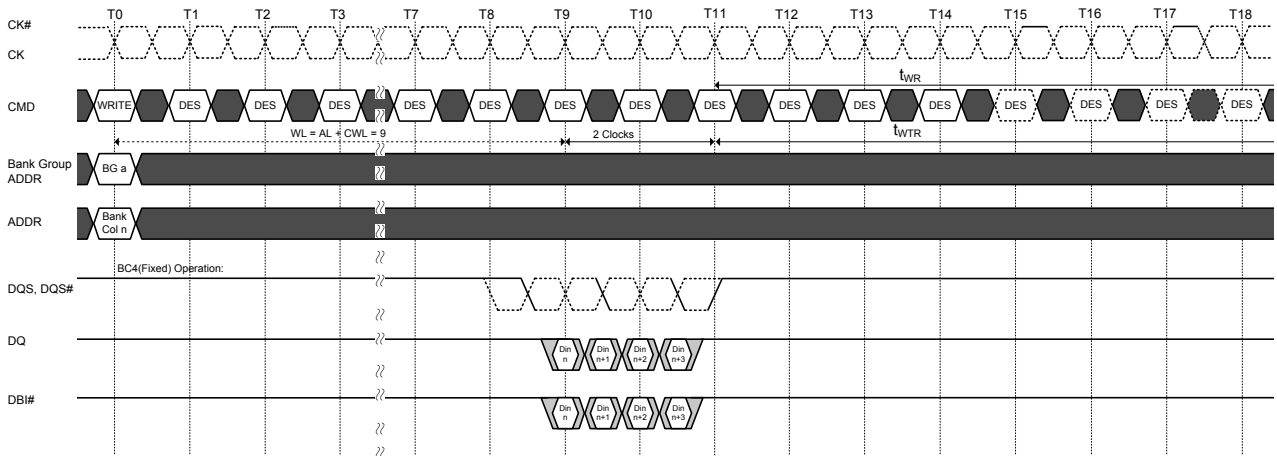 T0 T1 T2 T3 T7 T8 T9 T10 T11 T12 T13 T14 T15 T16 T17 T18
CK#
CK
tWR
CMD WRITE DES DES DES DES DES DES DES DES DES DES DES DES DES DES DES
WL = AL + CWL = 9 2 Clocks tWTR
Bank Group
ADDR
BG a
ADDR
Bank
Col n
BC4(Fixed) Operation:
DQS, DQS#
DQ
Din Din Din Din
n n+1 n+2 n+3
DBI#
Din Din Din Din
n n+1 n+2 n+3